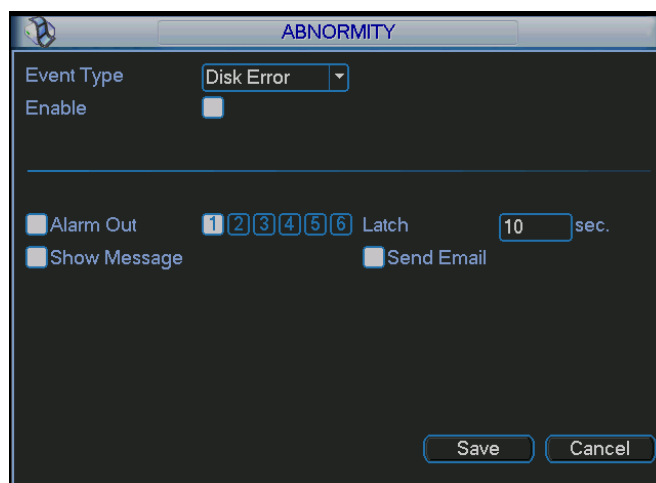 ABNORMITY
Event Type Disk Error
Enable
Alarm Out 1 2 3 4 5 6 Latch 10 sec.
Show Message Send Email
Save Cancel